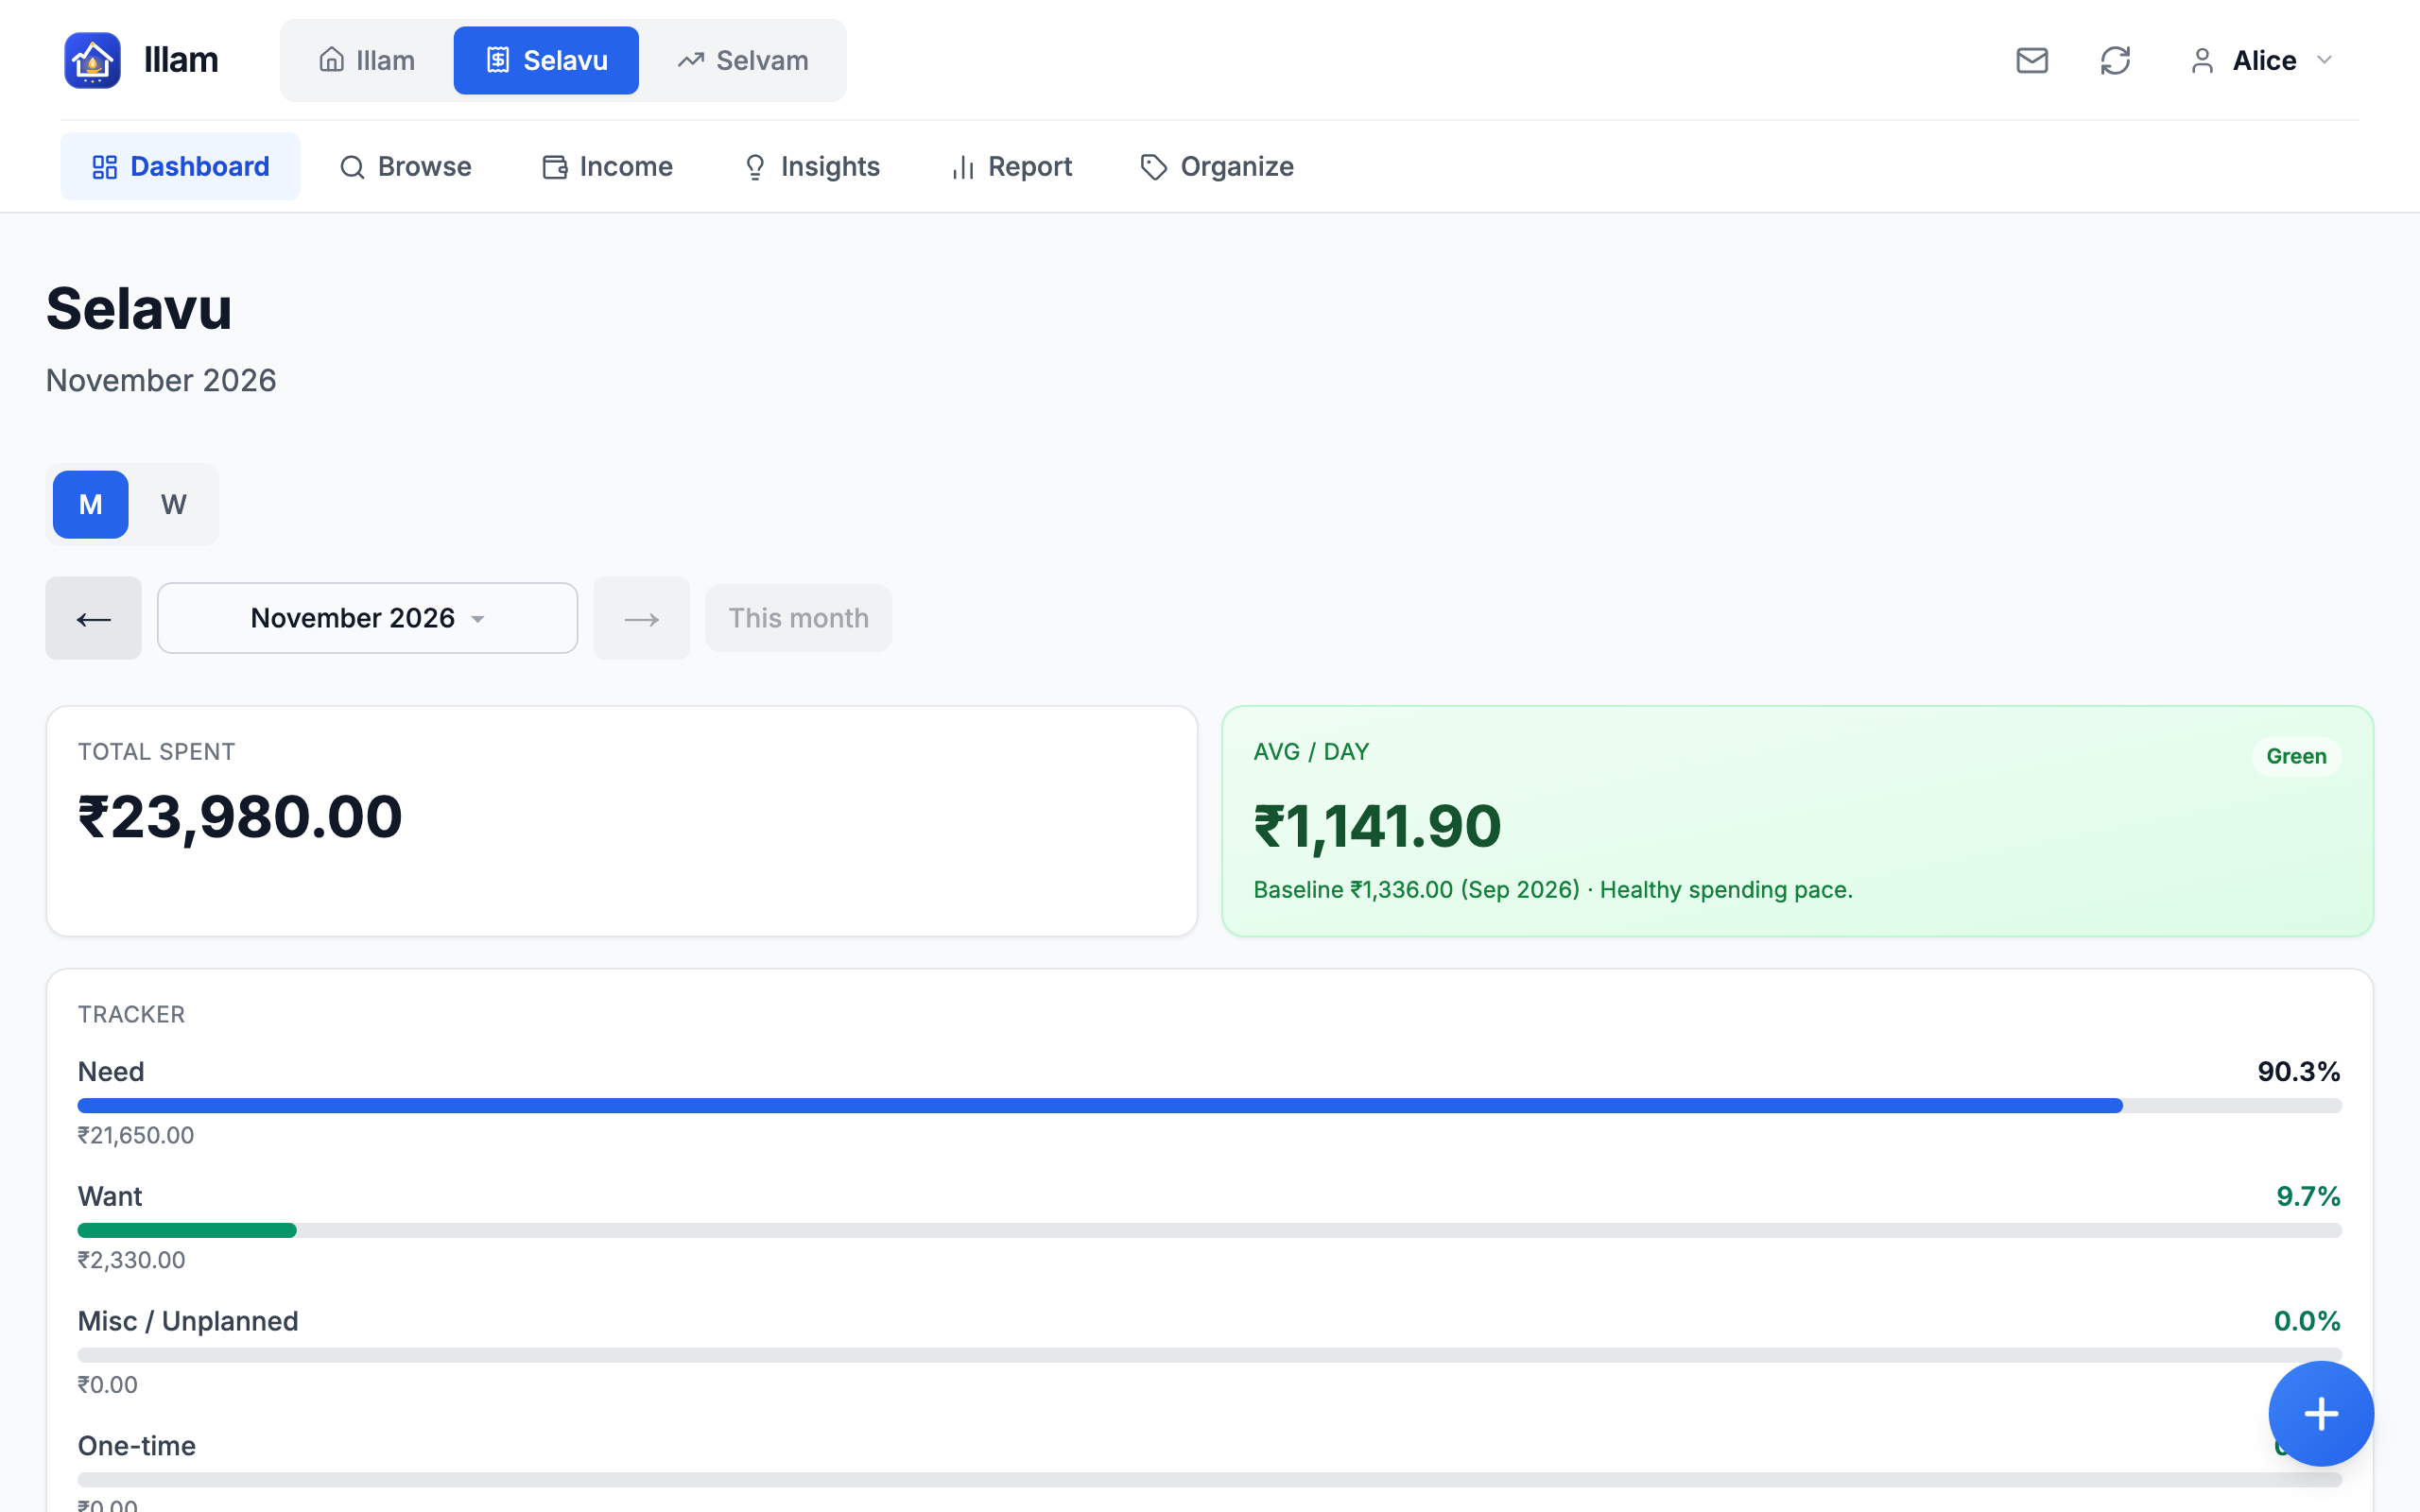 Illam
Illam
Selavu
Selvam
Alice
Dashboard
Browse
Income
Insights
Report
Organize
Selavu
November 2026
M
W
←
November 2026
→
This month
TOTAL SPENT
₹23,980.00
AVG / DAY
Green
₹1,141.90
Baseline ₹1,336.00 (Sep 2026) · Healthy spending pace.
TRACKER
Need
90.3%
₹21,650.00
Want
9.7%
₹2,330.00
Misc / Unplanned
0.0%
₹0.00
One-time
₹0.00